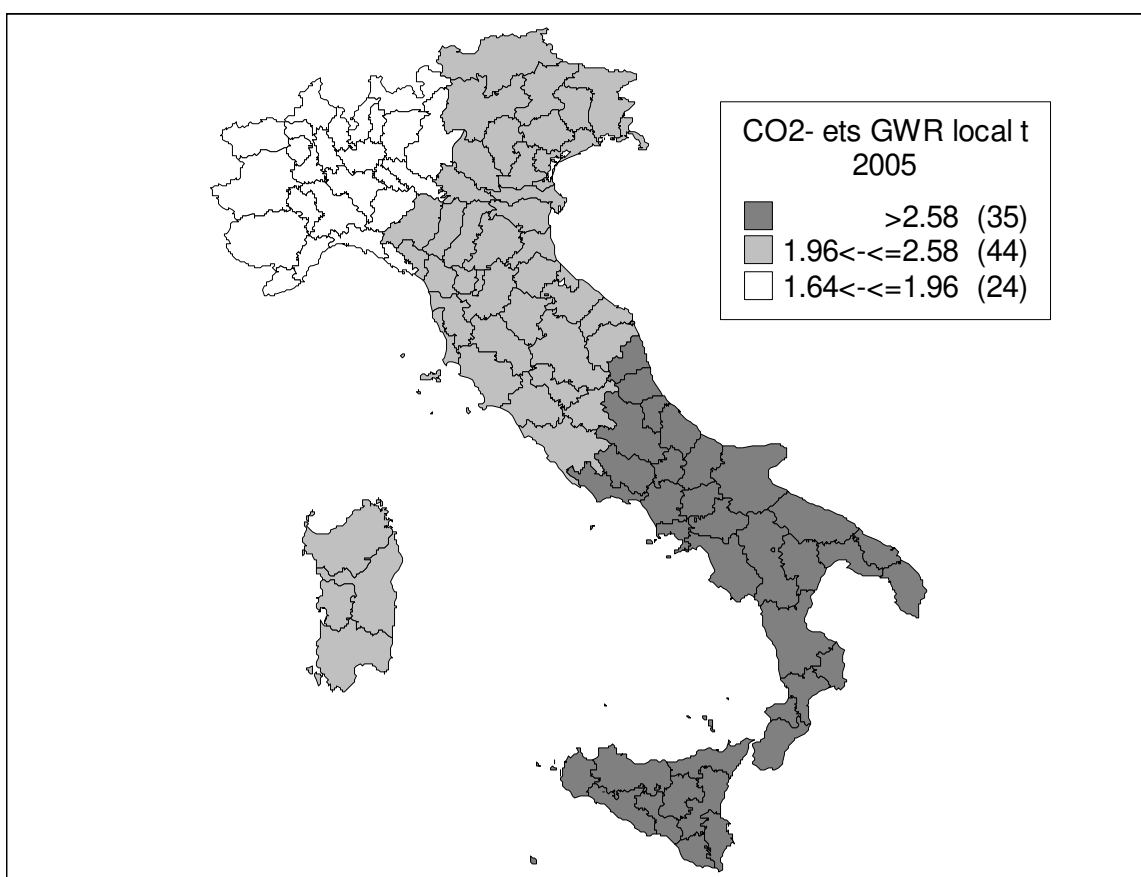 CO2- ets GWR local t
2005
>2.58 (35)
1.96<-<=2.58 (44)
1.64<-<=1.96 (24)